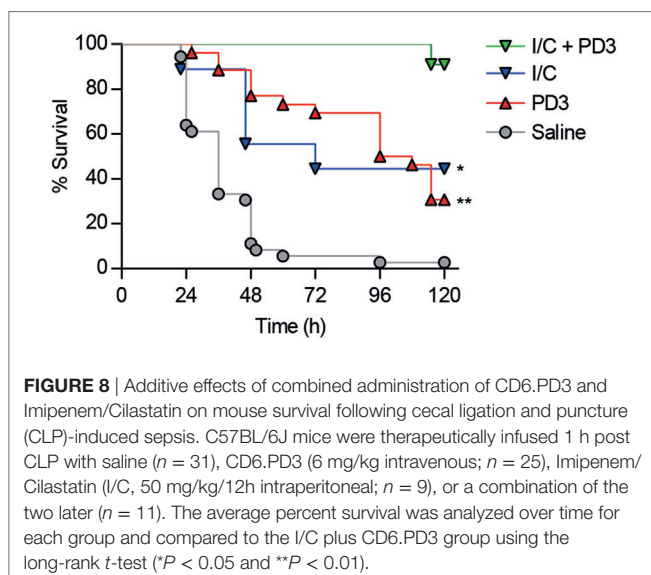 100
80
60
40
20
0
% Survival
0 24 48 72 96 120
Time (h)
*
**
I/C + PD3
I/C
PD3
Saline
FIGURE 8 | Additive effects of combined administration of CD6.PD3 and
Imipenem/Cilastatin on mouse survival following cecal ligation and puncture
(CLP)-induced sepsis. C57BL/6J mice were therapeutically infused 1 h post
CLP with saline (n = 31), CD6.PD3 (6 mg/kg intravenous; n = 25), Imipenem/
Cilastatin (I/C, 50 mg/kg/12h intraperitoneal; n = 9), or a combination of the
two later (n = 11). The average percent survival was analyzed over time for
each group and compared to the I/C plus CD6.PD3 group using the
long-rank t-test (*P < 0.05 and **P < 0.01).